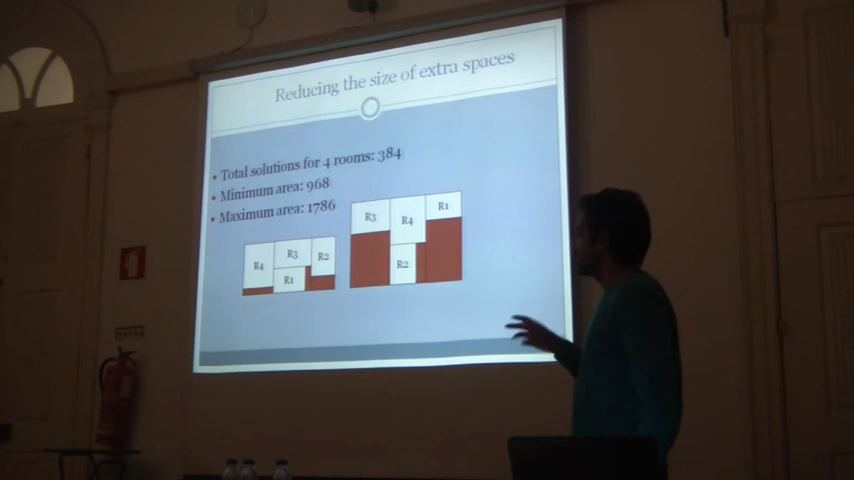 Reducing the size of extra spaces
• Total solutions for 4 rooms: 384
• Minimum area: 968
• Maximum area: 1786
R3 R4 R1
R2
R4 R3 R2
R1